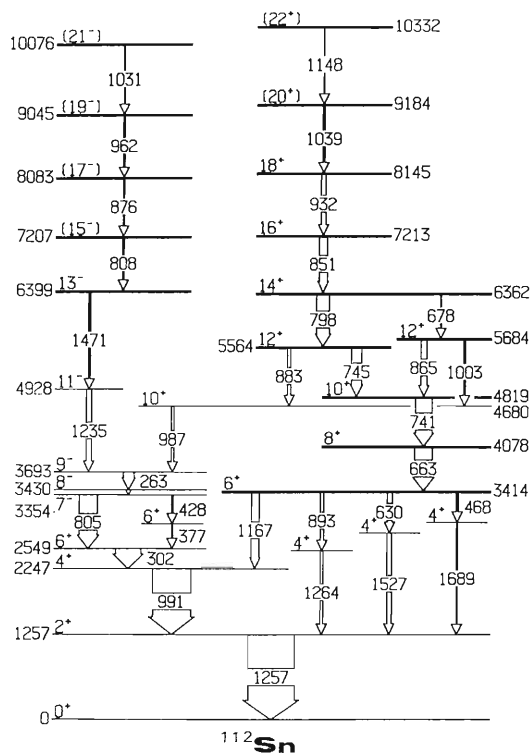 (22⁺) 10332
10076 (21⁻)
1148
1031
(20⁺) 9184
9045 (19⁻)
1039
962
18⁺ 8145
8083 (17⁻)
932
876
7207 (15⁻) 16⁺ 7213
808 851
6399 13⁻ 14⁺ 6362
798 678
1471 5564 12⁺ 12⁺ 5684
883 745 865 1003
4928 11⁻ 10⁺ 4819
10⁺ 4680
1235 987 741
8⁺ 4078
3693 9⁻ 663
263
3430 8⁻ 6⁺ 3414
3354 7⁻
805 6⁺ 428 1167 893 630 468
377 4⁺ 4⁺ 4⁺
2549 6⁺
302
2247 4⁺
991 1264 1527 1689
1257 2⁺
1257
0 0⁺
¹¹²Sn